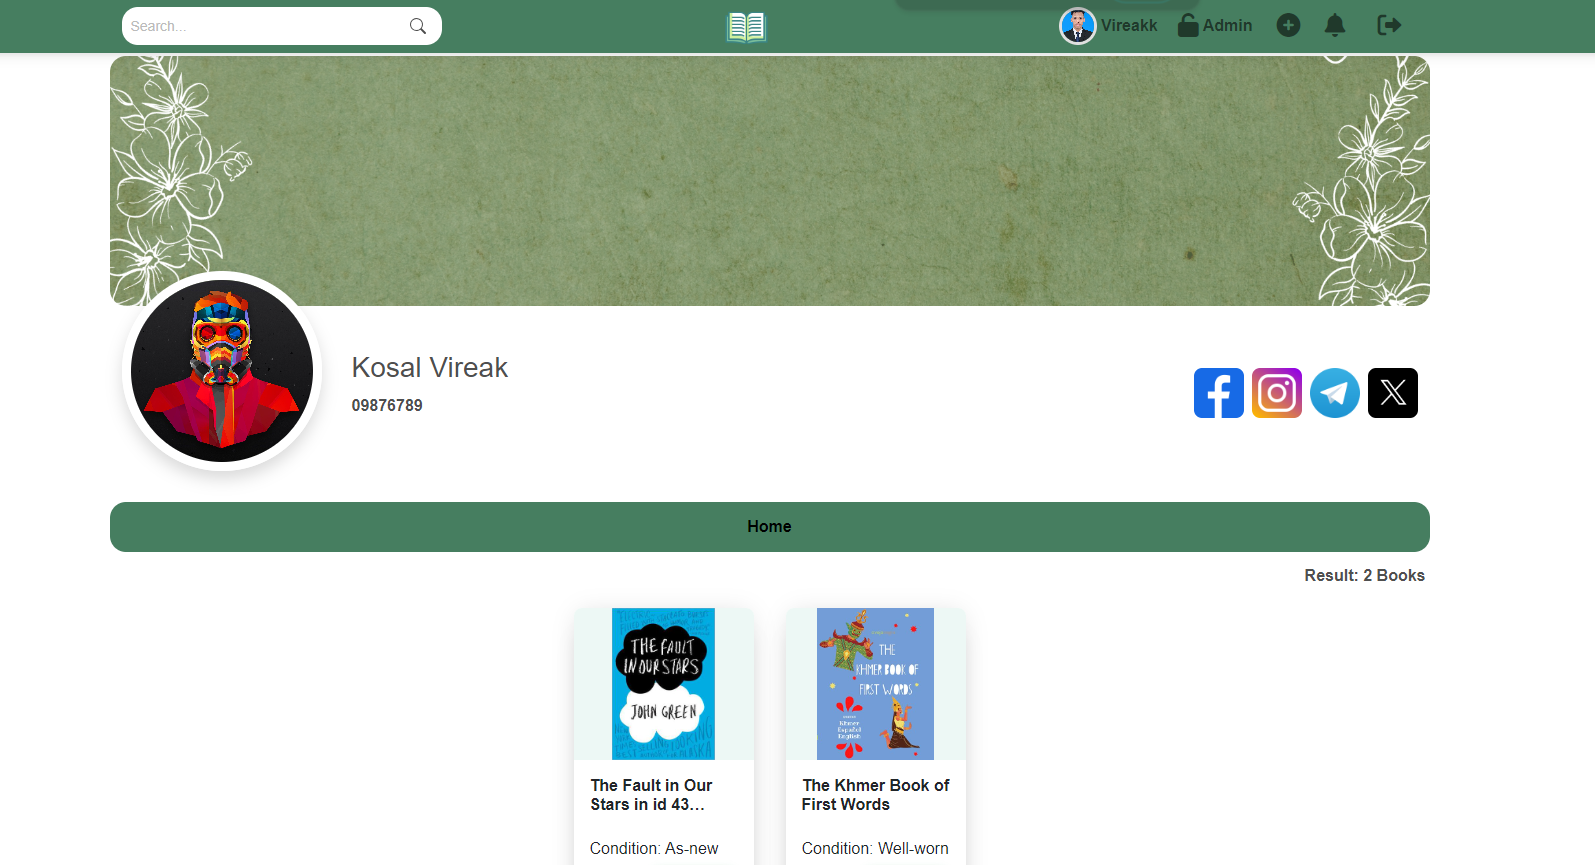 Search...
Vireakk
Admin
Kosal Vireak
09876789
Home
Result: 2 Books
THE FAULT
IN OUR STARS
JOHN GREEN
THE
KHMER BOOK OF
FIRST WORDS
Khmer
Español
English
The Fault in Our
Stars in id 43...
The Khmer Book of
First Words
Condition: As-new
Condition: Well-worn